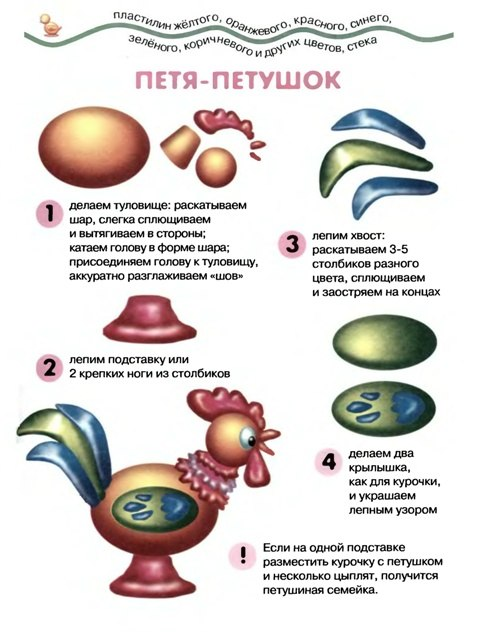 пластилин жёлтого, оранжевого, красного, синего,
зелёного, коричневого и других цветов, стека
ПЕТЯ-ПЕТУШОК
1
делаем туловище: раскатываем
шар, слегка сплющиваем
и вытягиваем в стороны;
катаем голову в форме шара;
присоединяем голову к туловищу,
аккуратно разглаживаем «шов»
2
лепим подставку или
2 крепких ноги из столбиков
3
лепим хвост:
раскатываем 3-5
столбиков разного
цвета, сплющиваем
и заостряем на концах
4
делаем два
крылышка,
как для курочки,
и украшаем
лепным узором
!
Если на одной подставке
разместить курочку с петушком
и несколько цыплят, получится
петушиная семейка.